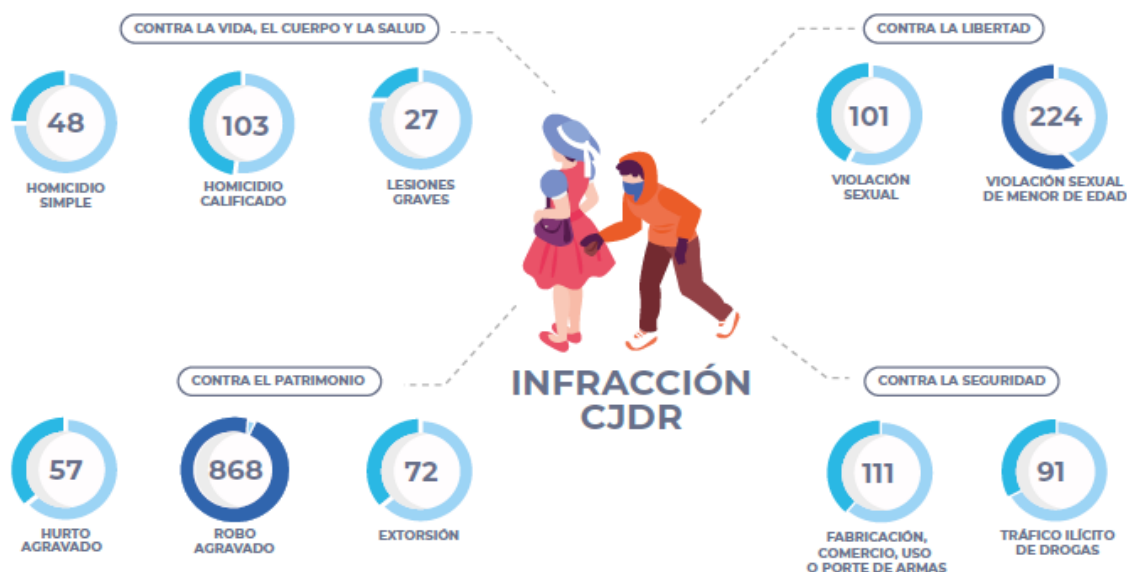 CONTRA LA VIDA, EL CUERPO Y LA SALUD
48
HOMICIDIO
SIMPLE
103
HOMICIDIO
CALIFICADO
27
LESIONES
GRAVES
CONTRA LA LIBERTAD
101
VIOLACIÓN
SEXUAL
224
VIOLACIÓN SEXUAL
DE MENOR DE EDAD
INFRACCIÓN
CJDR
CONTRA EL PATRIMONIO
57
HURTO
AGRAVADO
868
ROBO
AGRAVADO
72
EXTORSIÓN
CONTRA LA SEGURIDAD
111
FABRICACIÓN,
COMERCIO, USO
O PORTE DE ARMAS
91
TRÁFICO ILÍCITO
DE DROGAS